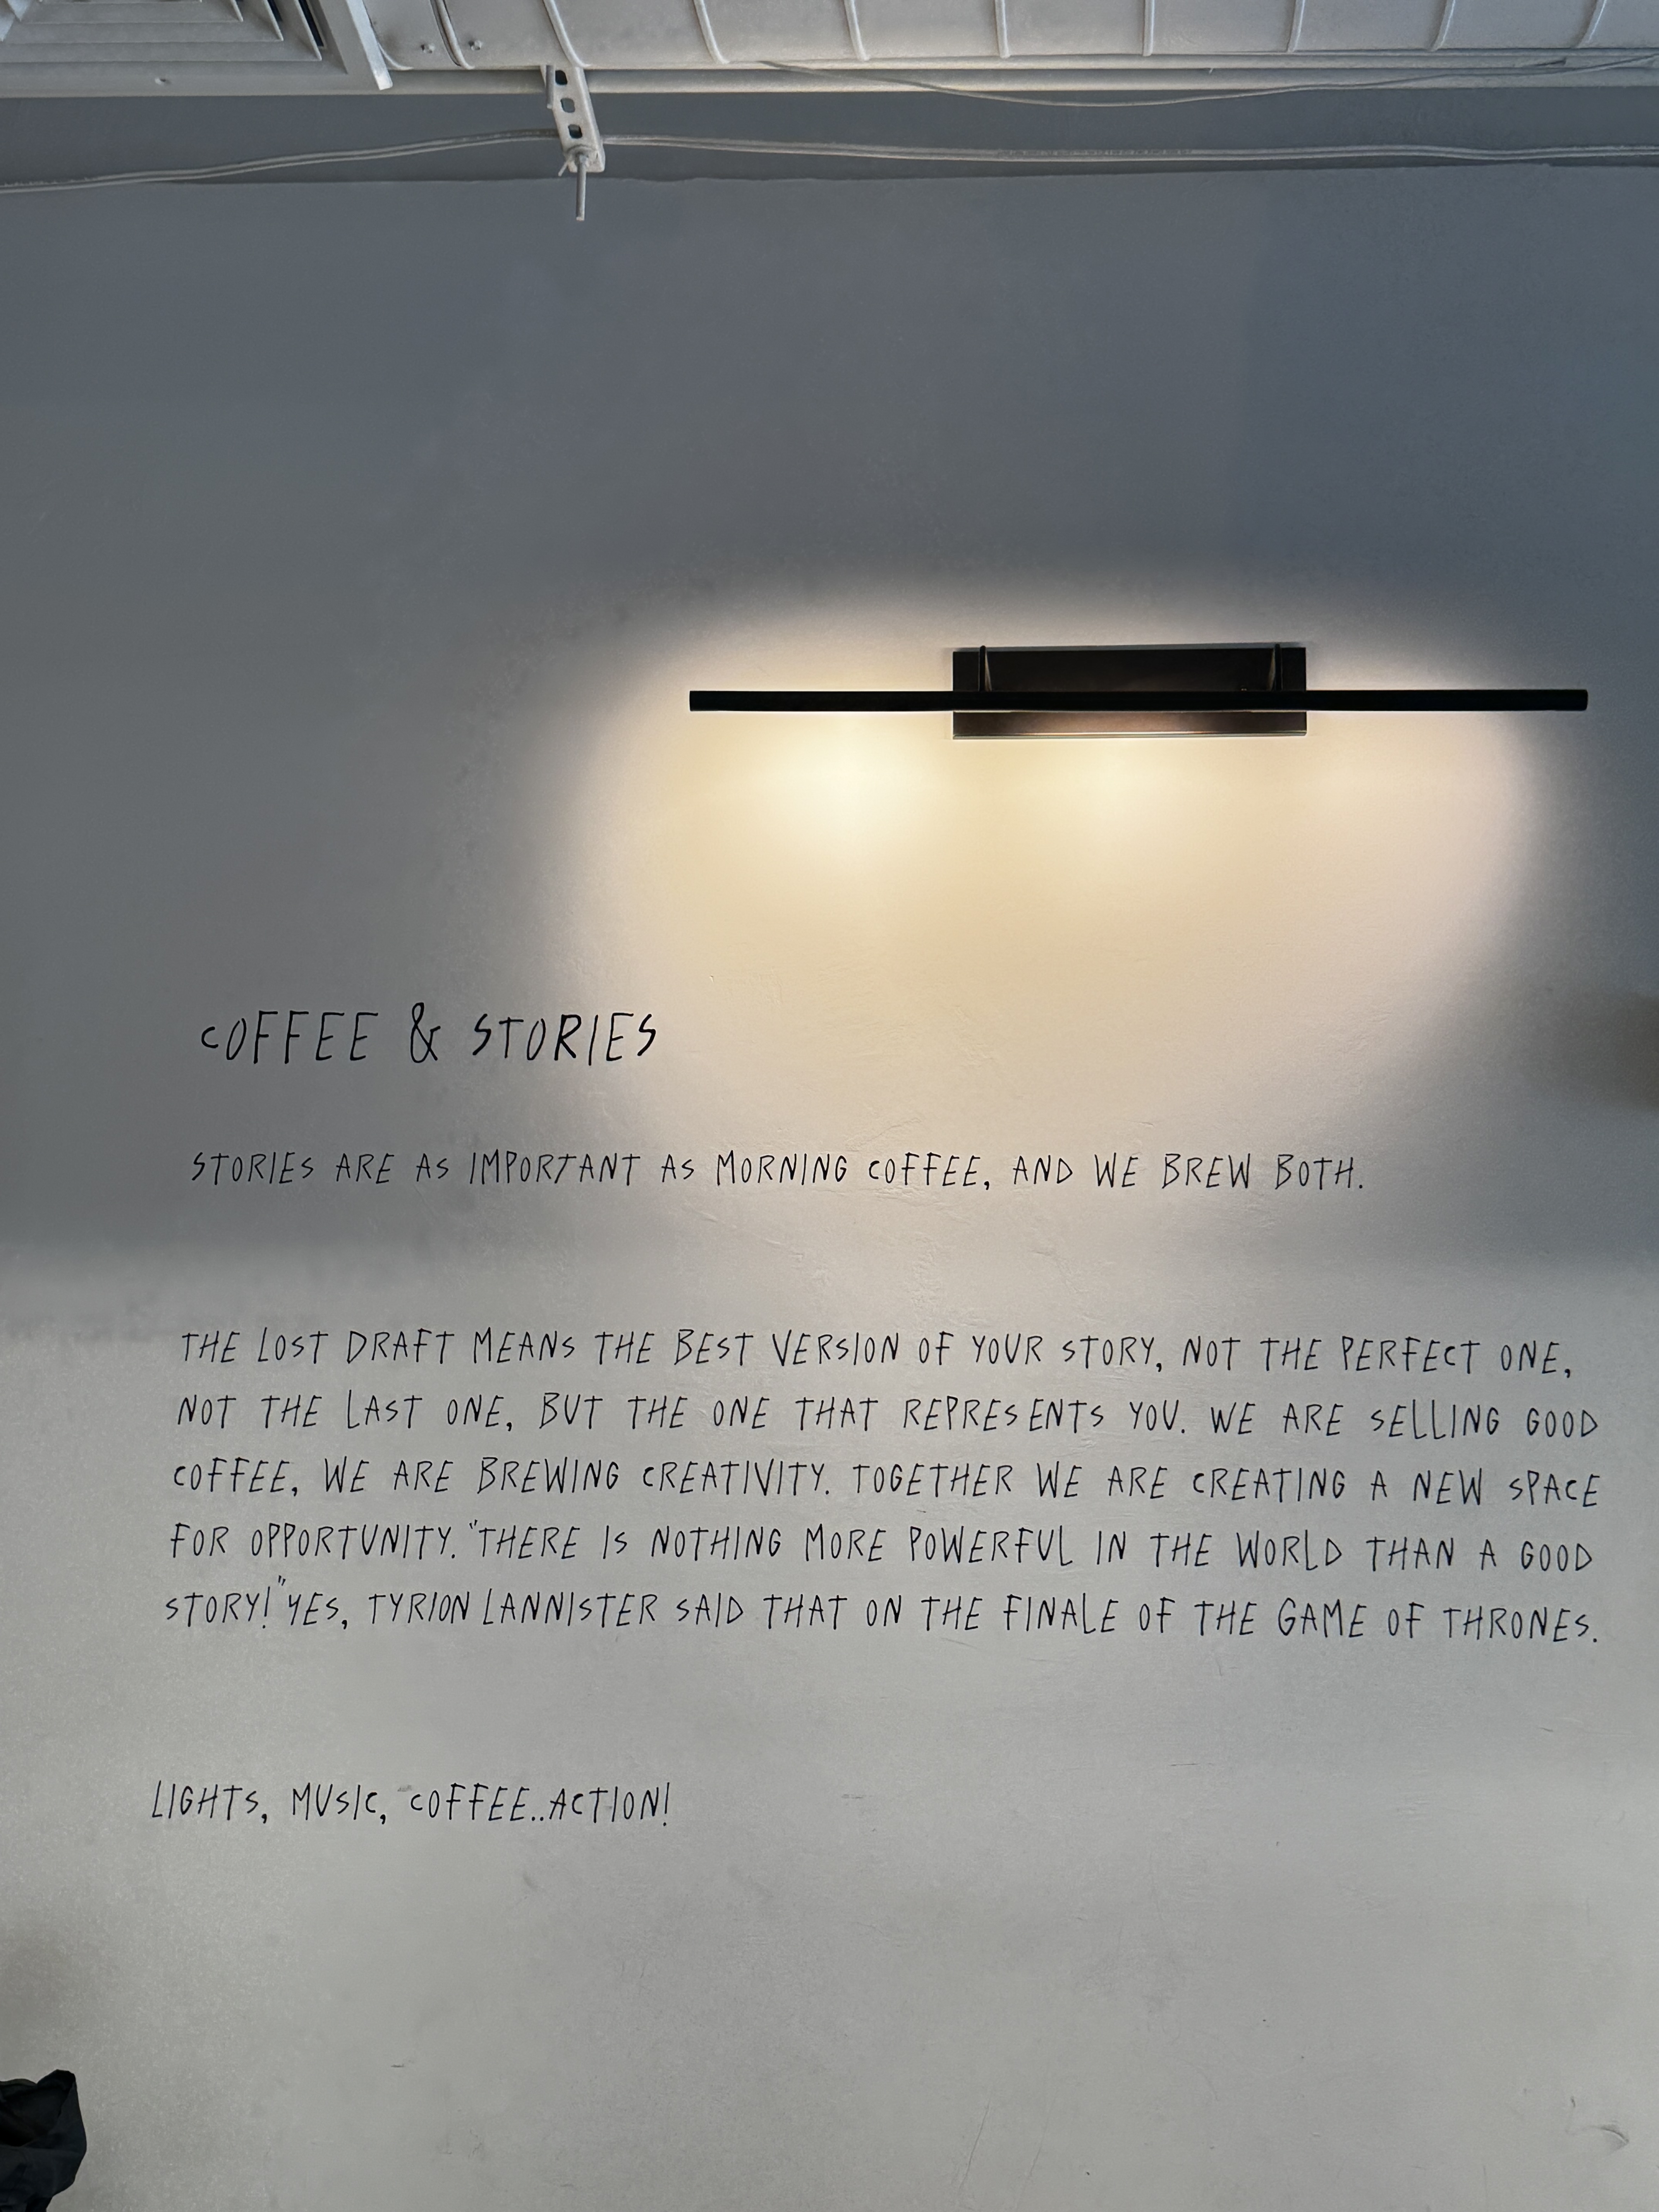 COFFEE & STORIES
STORIES ARE AS IMPORTANT AS MORNING COFFEE, AND WE BREW BOTH.
THE LOST DRAFT MEANS THE BEST VERSION OF YOUR STORY, NOT THE PERFECT ONE,
NOT THE LAST ONE, BUT THE ONE THAT REPRESENTS YOU. WE ARE SELLING GOOD
COFFEE, WE ARE BREWING CREATIVITY. TOGETHER WE ARE CREATING A NEW SPACE
FOR OPPORTUNITY. "THERE IS NOTHING MORE POWERFUL IN THE WORLD THAN A GOOD
STORY!" YES, TYRION LANNISTER SAID THAT ON THE FINALE OF THE GAME OF THRONES.
LIGHTS, MUSIC, COFFEE..ACTION!